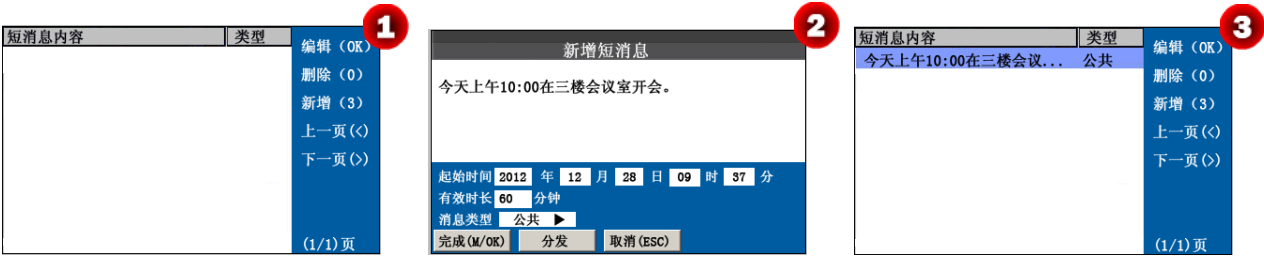 1
短消息内容 类型
编辑（OK）
删除（0）
新增（3）
上一页(<)
下一页(>)
(1/1)页
2
新增短消息
今天上午10:00在三楼会议室开会。
起始时间 2012 年 12 月 28 日 09 时 37 分
有效时长 60 分钟
消息类型 公共 ▶
完成(M/OK) 分发 取消(ESC)
3
短消息内容 类型
今天上午10:00在三楼会议... 公共
编辑（OK）
删除（0）
新增（3）
上一页(<)
下一页(>)
(1/1)页